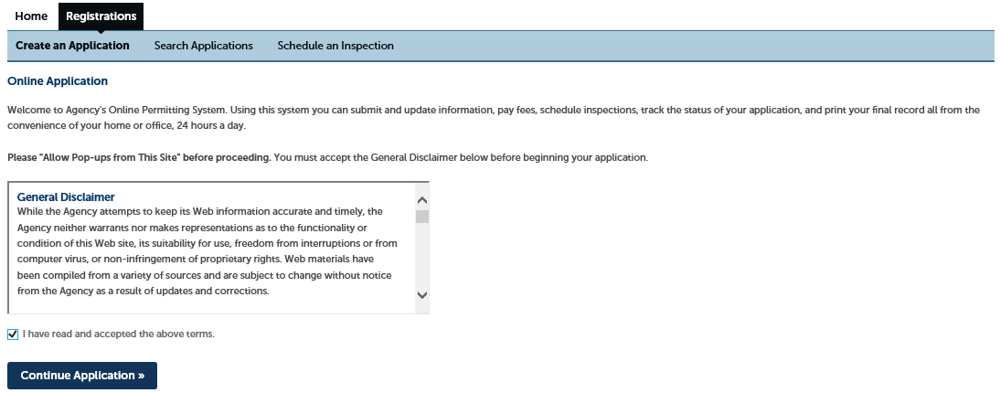 Home Registrations
Create an Application Search Applications Schedule an Inspection
Online Application
Welcome to Agency's Online Permitting System. Using this system you can submit and update information, pay fees, schedule inspections, track the status of your application, and print your final record all from the
convenience of your home or office, 24 hours a day.
Please "Allow Pop-ups from This Site" before proceeding. You must accept the General Disclaimer below before beginning your application.
General Disclaimer
While the Agency attempts to keep its Web information accurate and timely, the
Agency neither warrants nor makes representations as to the functionality or
condition of this Web site, its suitability for use, freedom from interruptions or from
computer virus, or non-infringement of proprietary rights. Web materials have
been compiled from a variety of sources and are subject to change without notice
from the Agency as a result of updates and corrections.
I have read and accepted the above terms.
Continue Application »